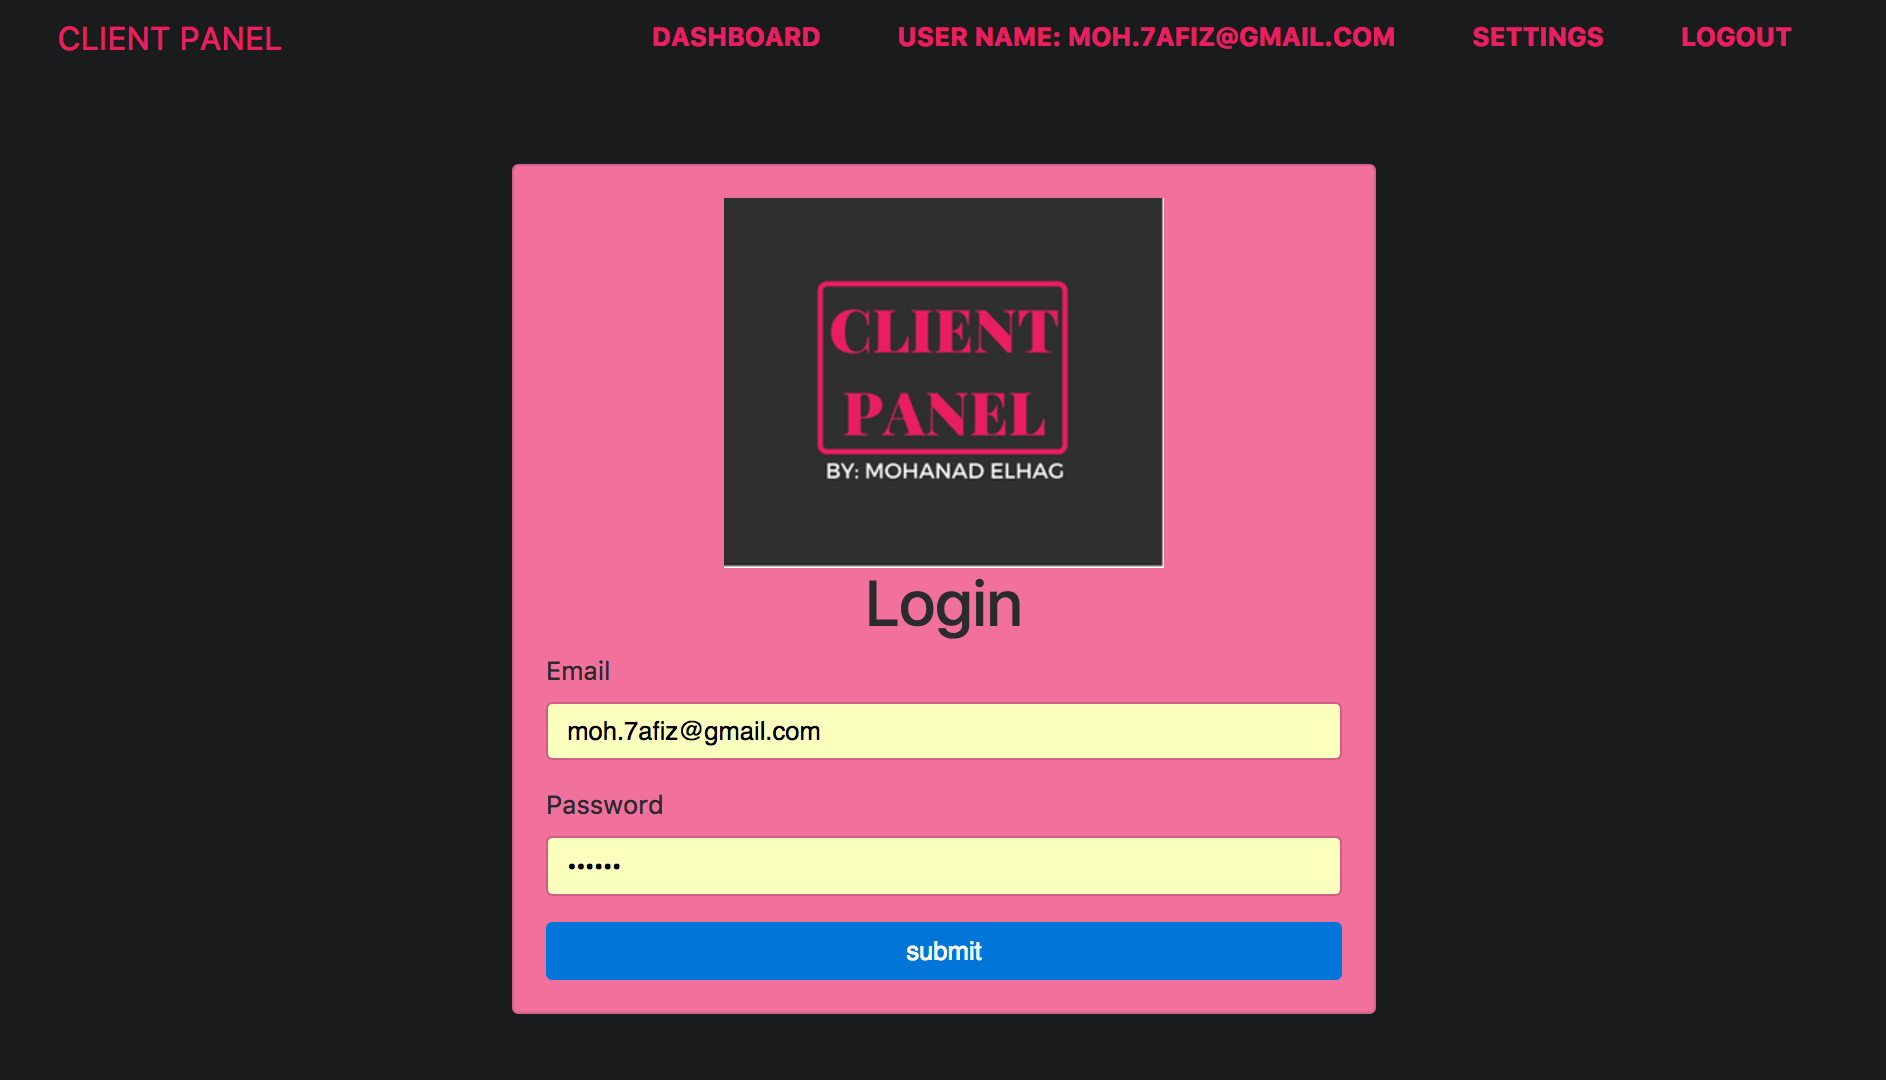 CLIENT PANEL DASHBOARD USER NAME: MOH.7AFIZ@GMAIL.COM SETTINGS LOGOUT
CLIENT
PANEL
BY: MOHANAD ELHAG
Login
Email
moh.7afiz@gmail.com
Password
••••••
submit